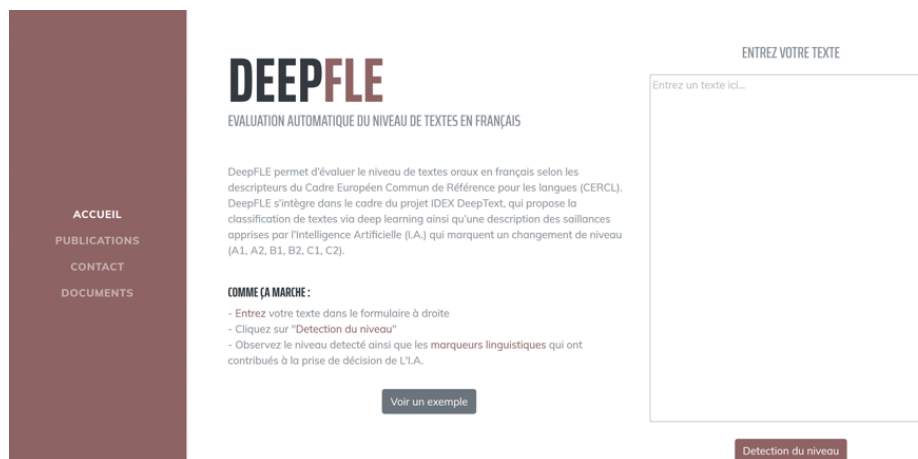 ACCUEIL
PUBLICATIONS
CONTACT
DOCUMENTS
DEEPFLE
EVALUATION AUTOMATIQUE DU NIVEAU DE TEXTES EN FRANÇAIS
DeepFLE permet d'évaluer le niveau de textes oraux en français selon les
descripteurs du Cadre Européen Commun de Référence pour les langues (CERCL).
DeepFLE s'intègre dans le cadre du projet IDEX DeepText, qui propose la
classification de textes via deep learning ainsi qu'une description des saillances
apprises par l'Intelligence Artificielle (I.A.) qui marquent un changement de niveau
(A1, A2, B1, B2, C1, C2).
COMME ÇA MARCHE :
- Entrez votre texte dans le formulaire à droite
- Cliquez sur "Detection du niveau"
- Observez le niveau detecté ainsi que les marqueurs linguistiques qui ont
contribués à la prise de décision de L'I.A.
Voir un exemple
ENTREZ VOTRE TEXTE
Entrez un texte ici...
Detection du niveau